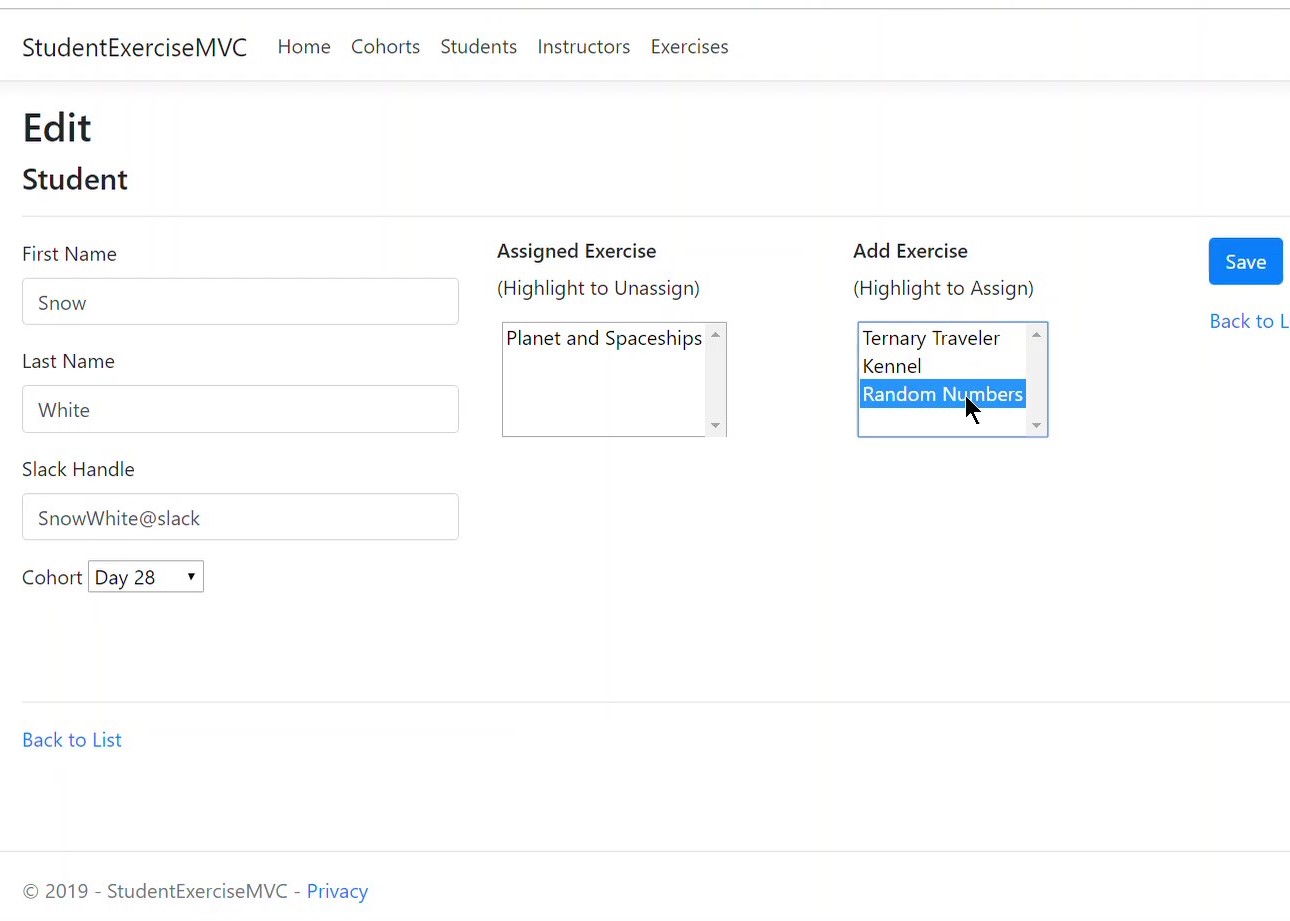 StudentExerciseMVC Home Cohorts Students Instructors Exercises
Edit
Student
First Name
Snow
Last Name
White
Slack Handle
SnowWhite@slack
Cohort Day 28
Assigned Exercise
(Highlight to Unassign)
Planet and Spaceships
Add Exercise
(Highlight to Assign)
Ternary Traveler
Kennel
Random Numbers
Save
Back to L
Back to List
© 2019 - StudentExerciseMVC - Privacy